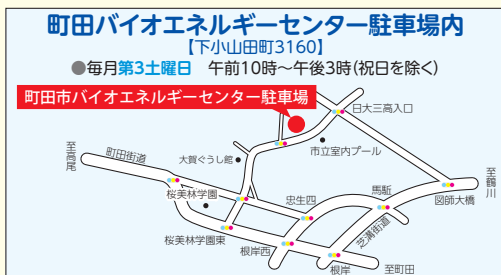 町田バイオエネルギーセンター駐車場内
【下小山田町3160】
●毎月第3土曜日 午前10時～午後3時(祝日を除く)
町田市バイオエネルギーセンター駐車場
日大三高入口
至高尾
町田街道
大賀ぐうし館
市立室内プール
至鶴川
桜美林学園
忠生四
馬駈
図師大橋
芝溝街道
桜美林学園東
根岸西
根岸
至町田